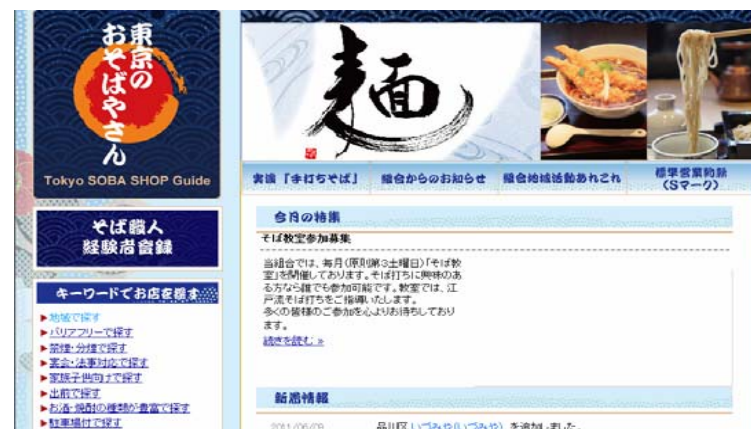 東京の
おそばやさん
Tokyo SOBA SHOP Guide
麺
実識「手打ちそば」
組合からのお知らせ
組合地域活動あれこれ
標準営業約款
(Sマーク)
そば職人
経験者登録
キーワードでお店を探す
▶地域で探す
▶バリアフリーで探す
▶禁煙・分煙で探す
▶宴会・法事対応で探す
▶家族子供向けで探す
▶出前で探す
▶お酒・焼酎の種類が豊富で探す
▶駐車場付で探す
今月の特集
そば教室参加募集
当組合では、毎月(原則第3土曜日)「そば教
室」を開催しております。そば打ちに興味のあ
る方なら誰でも参加可能です。教室では、江
戸流そば打ちをご指導いたします。
多くの皆様のご参加を心よりお待ちしており
ます。
続きを読む »
新着情報
2011/06/09
品川区 いづみや(いづみや) を追加しました。